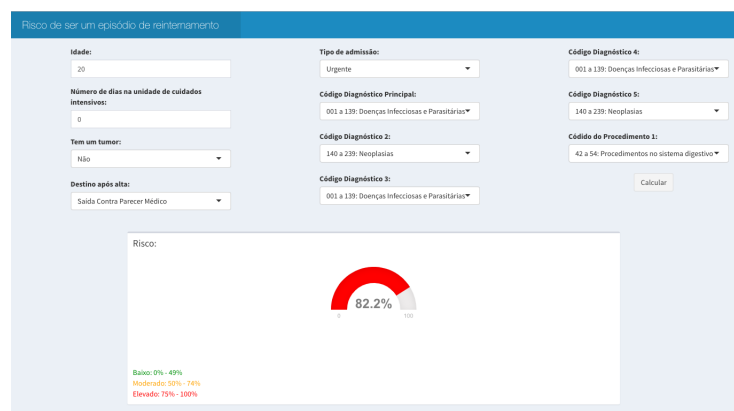 Risco de ser um episódio de reinternamento
Idade:
20
Número de dias na unidade de cuidados
intensivos:
0
Tem um tumor:
Não
Destino após alta:
Saida Contra Parecer Médico
Tipo de admissão:
Urgente
Código Diagnóstico Principal:
001 a 139: Doenças Infecciosas e Parasitárias
Código Diagnóstico 2:
140 a 239: Neoplasias
Código Diagnóstico 3:
001 a 139: Doenças Infecciosas e Parasitárias
Código Diagnóstico 4:
001 a 139: Doenças Infecciosas e Parasitárias
Código Diagnóstico 5:
140 a 239: Neoplasias
Códido do Procedimento 1:
42 a 54: Procedimentos no sistema digestivo
Calcular
Risco:
82.2%
0
100
Baixo: 0% - 49%
Moderado: 50% - 74%
Elevado: 75% - 100%